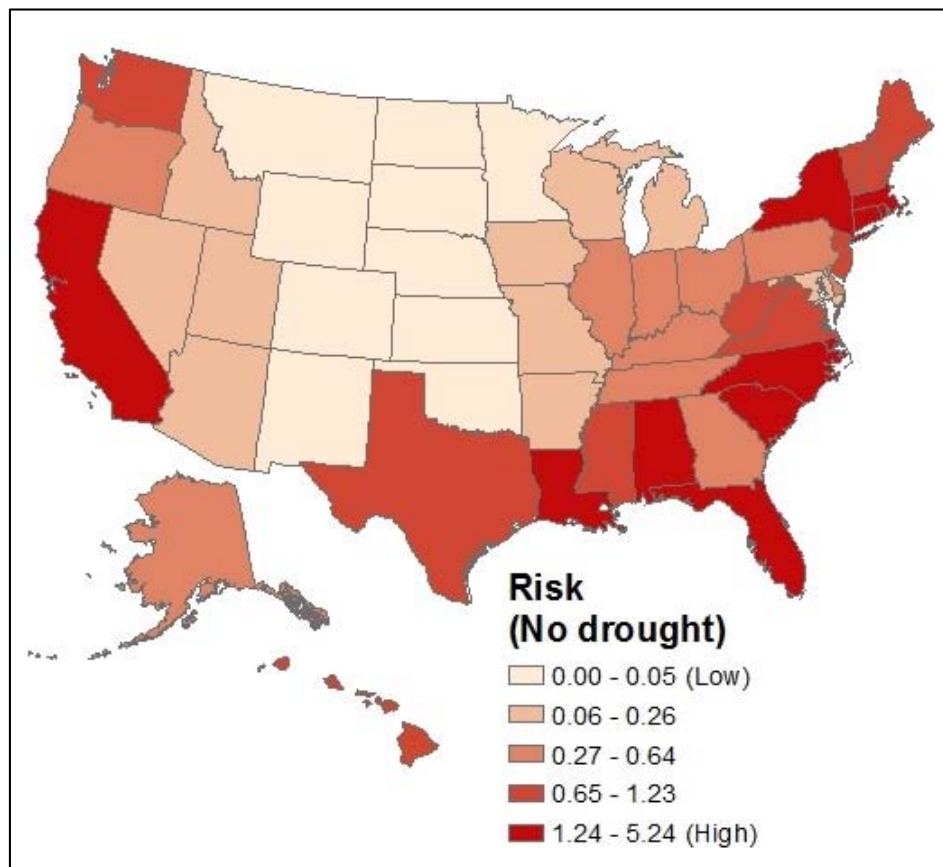 Risk
(No drought)
0.00 - 0.05 (Low)
0.06 - 0.26
0.27 - 0.64
0.65 - 1.23
1.24 - 5.24 (High)